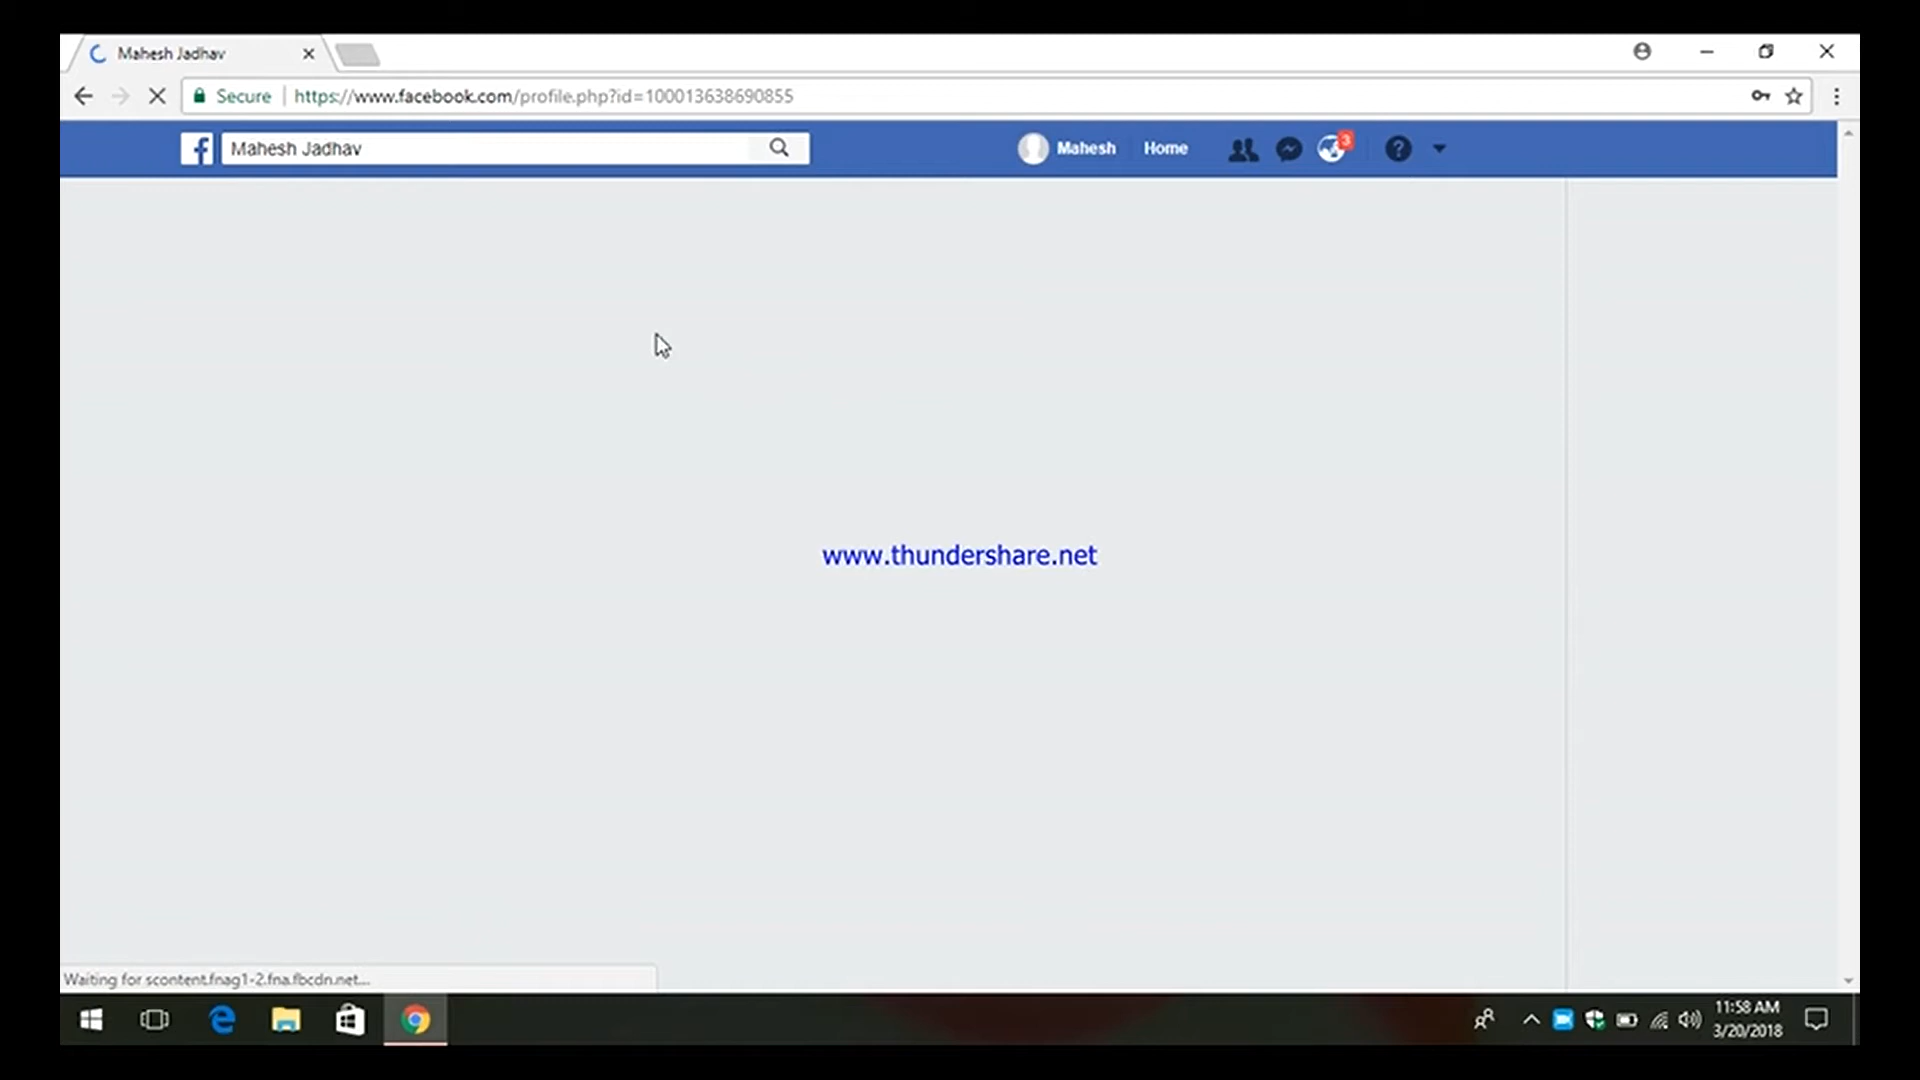 Mahesh Jadhav
Secure https://www.facebook.com/profile.php?id=100013638690855
Mahesh Jadhav
Mahesh Home 3
www.thundershare.net
Waiting for scontent.fnag1-2.fna.fbcdn.net...
11:58 AM
3/20/2018